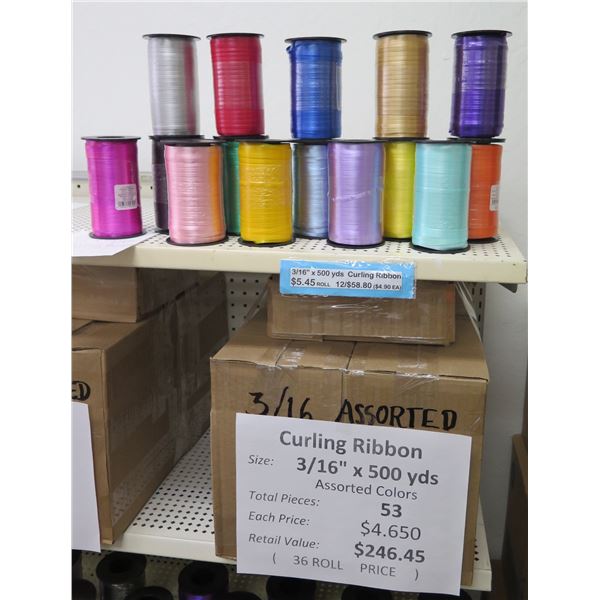 3/16" x 500 yds Curling Ribbon
$5.45 ROLL 12/$58.80 ($4.90 EA)
3/16 ASSORTED
ED
Curling Ribbon
Size: 3/16" x 500 yds
Assorted Colors
Total Pieces: 53
Each Price: $4.650
Retail Value: $246.45
( 36 ROLL PRICE )